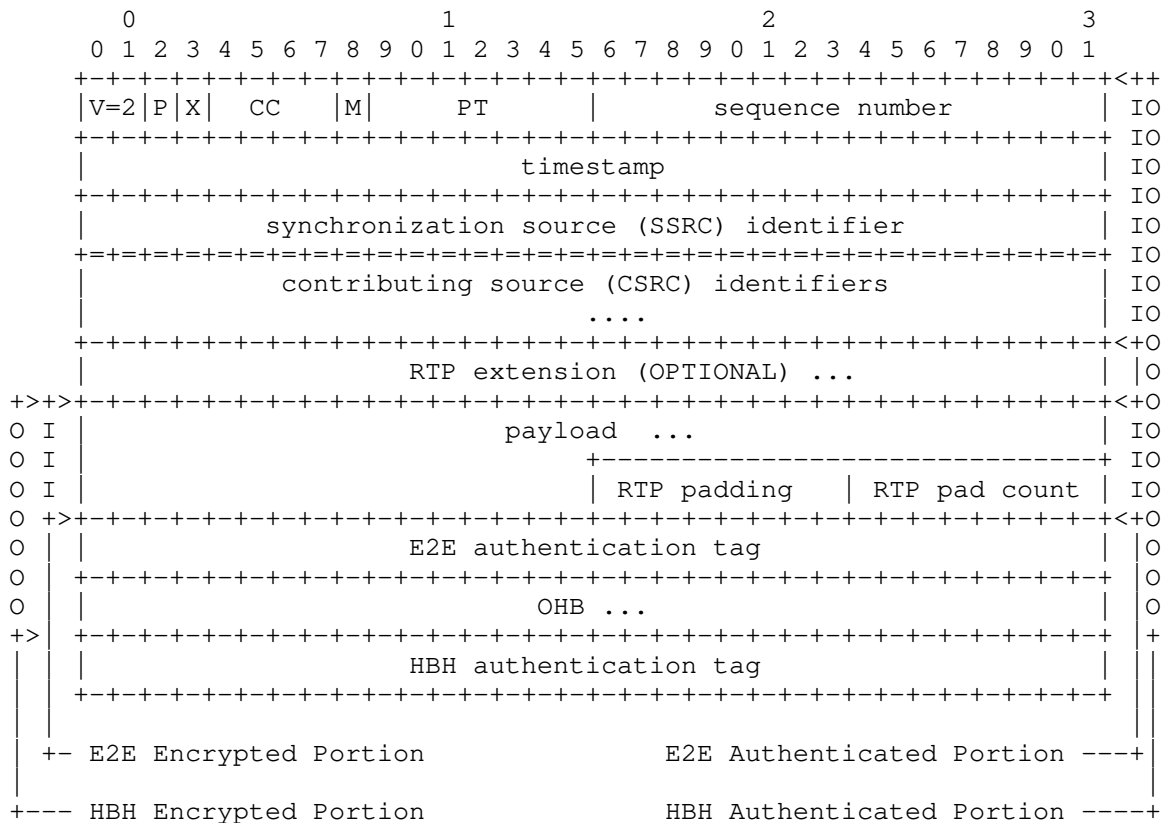 0                   1                   2                   3
      0 1 2 3 4 5 6 7 8 9 0 1 2 3 4 5 6 7 8 9 0 1 2 3 4 5 6 7 8 9 0 1
     +-+-+-+-+-+-+-+-+-+-+-+-+-+-+-+-+-+-+-+-+-+-+-+-+-+-+-+-+-+-+-+-+<++
     |V=2|P|X|  CC   |M|     PT      |       sequence number         | IO
     +-+-+-+-+-+-+-+-+-+-+-+-+-+-+-+-+-+-+-+-+-+-+-+-+-+-+-+-+-+-+-+-+ IO
     |                           timestamp                           | IO
     +-+-+-+-+-+-+-+-+-+-+-+-+-+-+-+-+-+-+-+-+-+-+-+-+-+-+-+-+-+-+-+-+ IO
     |           synchronization source (SSRC) identifier            | IO
     +=+=+=+=+=+=+=+=+=+=+=+=+=+=+=+=+=+=+=+=+=+=+=+=+=+=+=+=+=+=+=+=+ IO
     |            contributing source (CSRC) identifiers             | IO
     |                               ....                            | IO
     +-+-+-+-+-+-+-+-+-+-+-+-+-+-+-+-+-+-+-+-+-+-+-+-+-+-+-+-+-+-+-+-+<+O
     |                    RTP extension (OPTIONAL) ...               | |O
 +>+>+-+-+-+-+-+-+-+-+-+-+-+-+-+-+-+-+-+-+-+-+-+-+-+-+-+-+-+-+-+-+-+-+<+O
 O I |                          payload  ...                         | IO
 O I |                               +-------------------------------+ IO
 O I |                               | RTP padding   | RTP pad count | IO
 O +>+-+-+-+-+-+-+-+-+-+-+-+-+-+-+-+-+-+-+-+-+-+-+-+-+-+-+-+-+-+-+-+-+<+O
 O | |                    E2E authentication tag                     | |O
 O | +-+-+-+-+-+-+-+-+-+-+-+-+-+-+-+-+-+-+-+-+-+-+-+-+-+-+-+-+-+-+-+-+ |O
 O | |                            OHB ...                            | |O
 +>| +-+-+-+-+-+-+-+-+-+-+-+-+-+-+-+-+-+-+-+-+-+-+-+-+-+-+-+-+-+-+-+-+ |+
 | | |                    HBH authentication tag                     | ||
 | | +-+-+-+-+-+-+-+-+-+-+-+-+-+-+-+-+-+-+-+-+-+-+-+-+-+-+-+-+-+-+-+-+ ||
 | |                                                                   ||
 | +- E2E Encrypted Portion               E2E Authenticated Portion ---+|
 |                                                                      |
 +--- HBH Encrypted Portion               HBH Authenticated Portion ----+